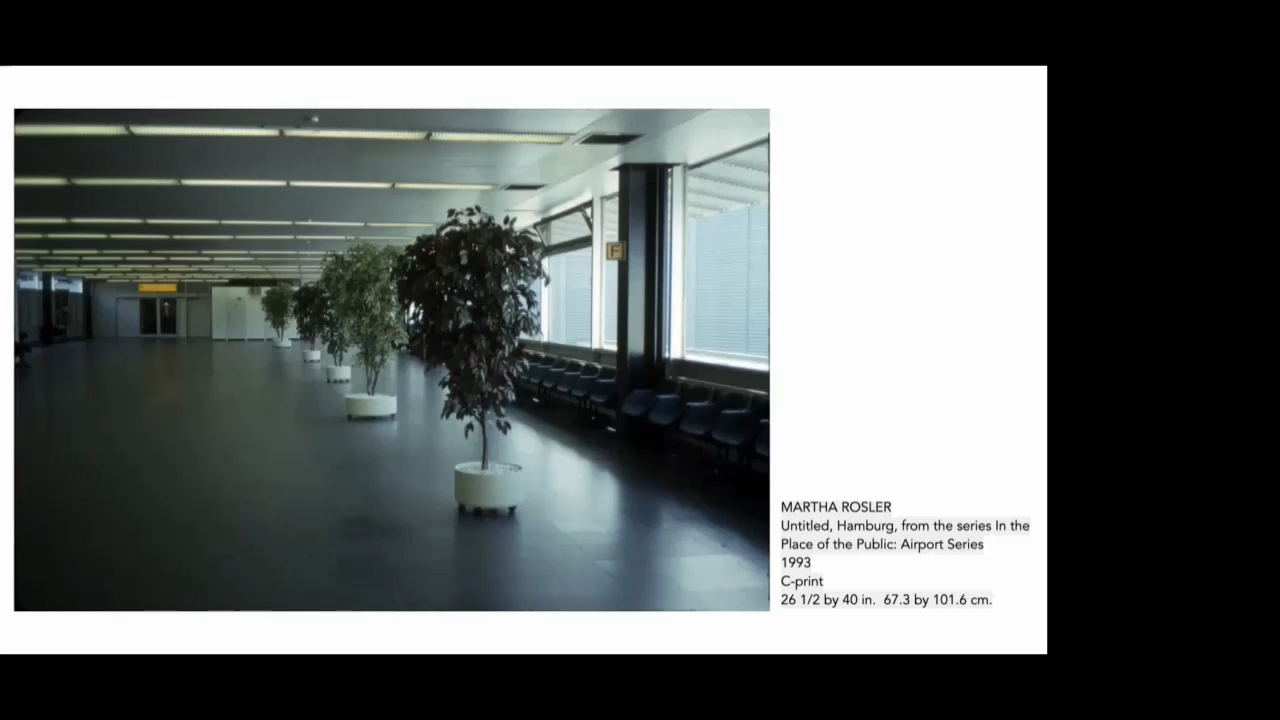 F
MARTHA ROSLER
Untitled, Hamburg, from the series In the
Place of the Public: Airport Series
1993
C-print
26 1/2 by 40 in.  67.3 by 101.6 cm.